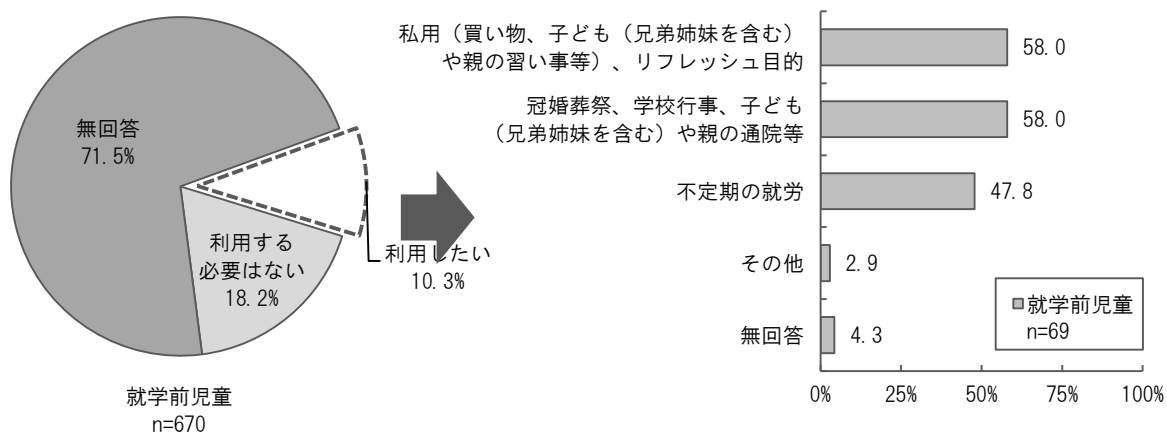 無回答
71.5%
利用する
必要はない
18.2%
利用したい
10.3%
就学前児童
n=670
私用（買い物、子ども（兄弟姉妹を含む）
や親の習い事等）、リフレッシュ目的
58.0
冠婚葬祭、学校行事、子ども
（兄弟姉妹を含む）や親の通院等
58.0
不定期の就労
47.8
その他
2.9
無回答
4.3
就学前児童
n=69
0%
25%
50%
75%
100%